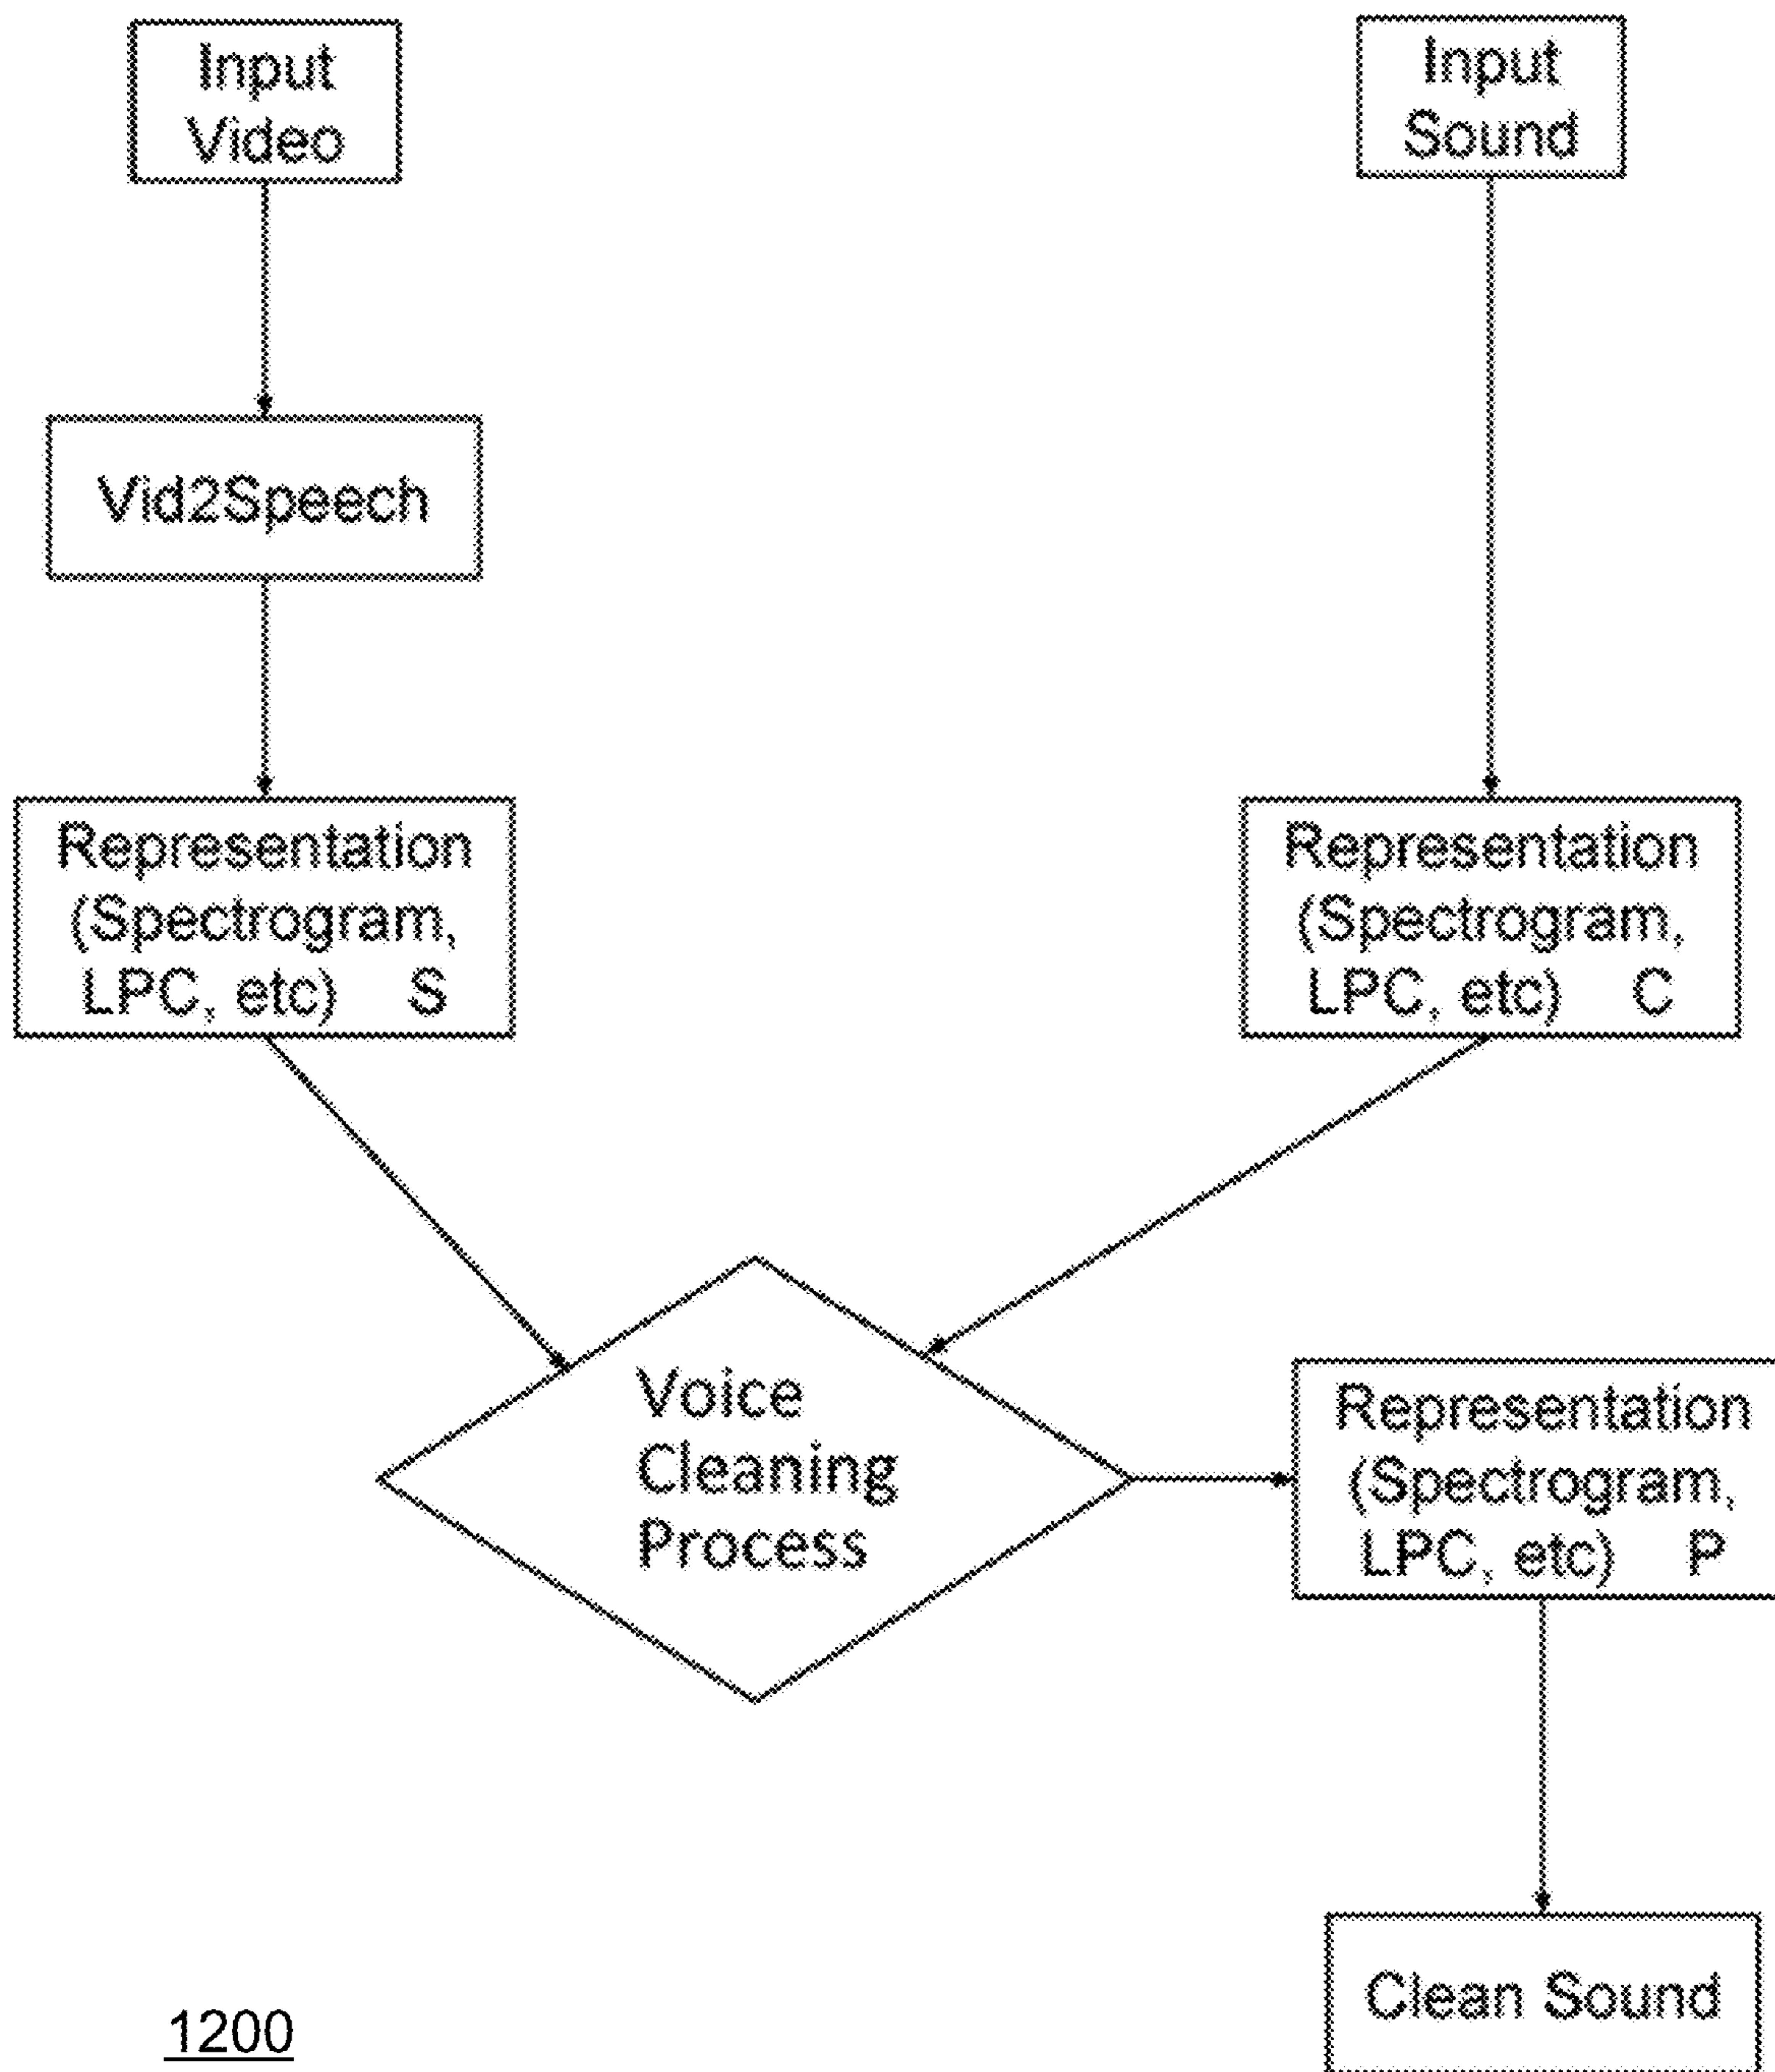 Input
Video
Input
Sound
Vid2Speech
Representation
(Spectrogram,
LPC, etc) S
Representation
(Spectrogram,
LPC, etc) C
Voice
Cleaning
Process
Representation
(Spectrogram,
LPC, etc) P
Clean Sound
1200